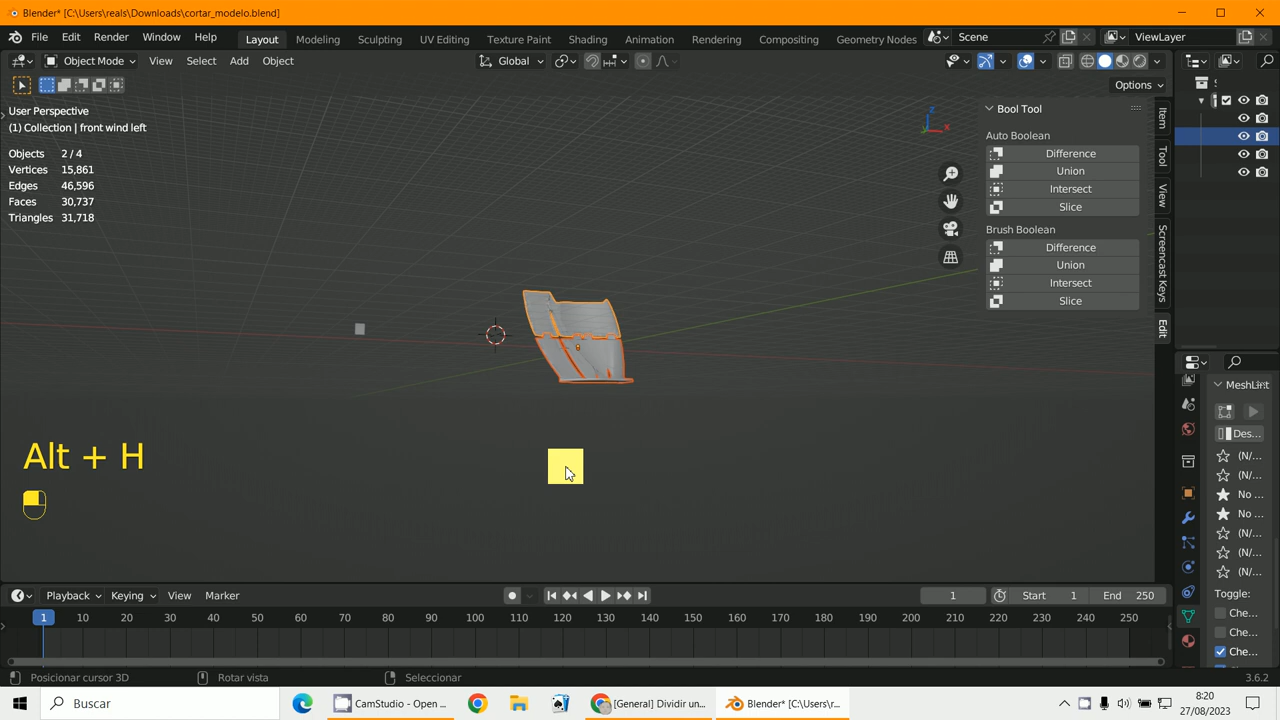 Blender* [C:\Users\reals\Downloads\cortar_modelo.blend]
File Edit Render Window Help Layout Modeling Sculpting UV Editing Texture Paint Shading Animation Rendering Compositing Geometry Nodes Scene ViewLayer
Object Mode View Select Add Object Global
Options
User Perspective
(1) Collection | front wind left
Objects 2 / 4
Vertices 15,861
Edges 46,596
Faces 30,737
Triangles 31,718
Z
X
Bool Tool
Auto Boolean
Difference
Union
Intersect
Slice
Brush Boolean
Difference
Union
Intersect
Slice
Item
Tool
View
Screencast Keys
Edit
Alt + H
MeshLint
Des...
(N/...
(N/...
No ...
No ...
(N/...
(N/...
(N/...
Toggle:
Che...
Che...
Che...
Playback Keying View Marker 1 Start 1 End 250
1 10 20 30 40 50 60 70 80 90 100 110 120 130 140 150 160 170 180 190 200 210 220 230 240 250
Posicionar cursor 3D Rotar vista Seleccionar 3.6.2
Buscar CamStudio - Open ... [General] Dividir un... Blender* [C:\Users\r...
8:20
27/08/2023